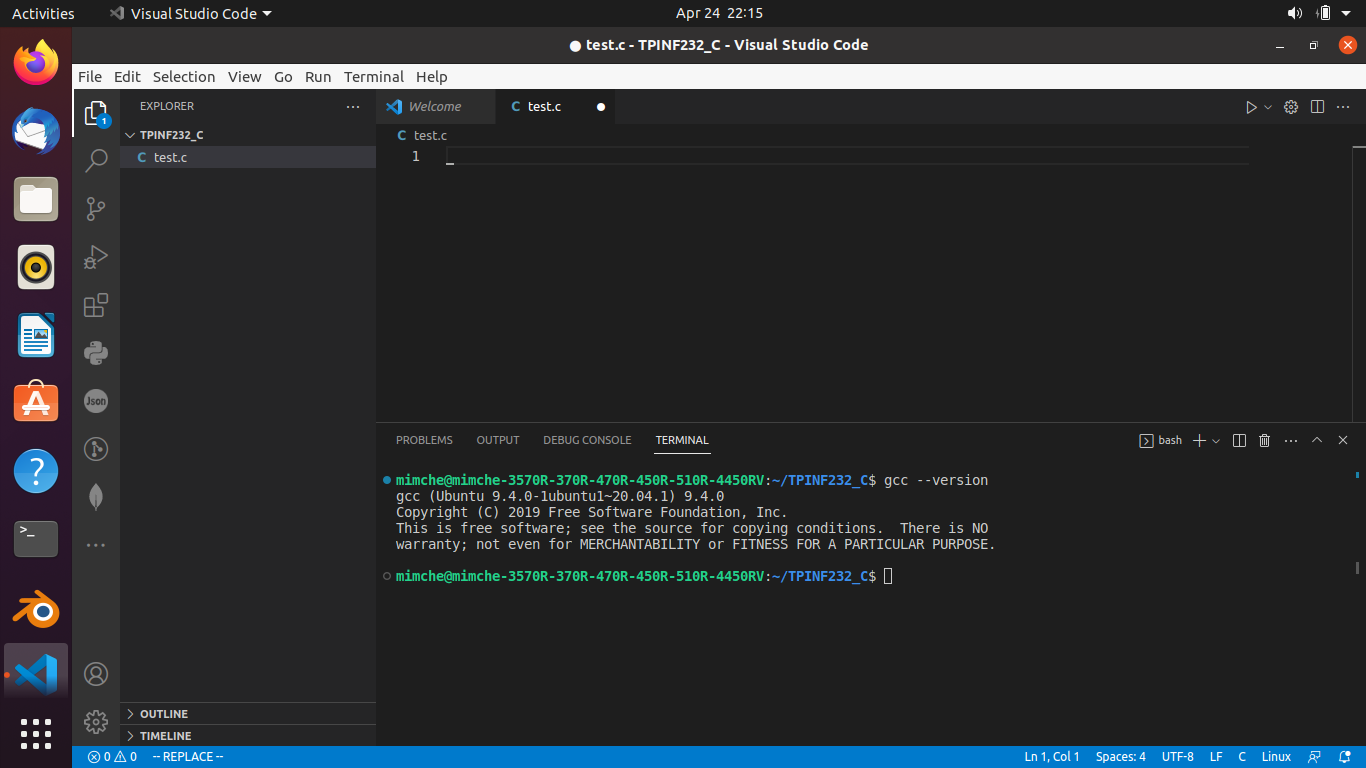 Activities
Visual Studio Code
Apr 24 22:15
● test.c - TPINF232_C - Visual Studio Code
File Edit Selection View Go Run Terminal Help
EXPLORER
Welcome
test.c
TPINF232_C
C test.c
C test.c
1
1
Json
PROBLEMS OUTPUT DEBUG CONSOLE TERMINAL
bash
mimche@mimche-3570R-370R-470R-450R-510R-4450RV:~/TPINF232_C$ gcc --version
gcc (Ubuntu 9.4.0-1ubuntu1~20.04.1) 9.4.0
Copyright (C) 2019 Free Software Foundation, Inc.
This is free software; see the source for copying conditions.  There is NO
warranty; not even for MERCHANTABILITY or FITNESS FOR A PARTICULAR PURPOSE.
mimche@mimche-3570R-370R-470R-450R-510R-4450RV:~/TPINF232_C$
OUTLINE
TIMELINE
0 0 -- REPLACE -- Ln 1, Col 1 Spaces: 4 UTF-8 LF C Linux